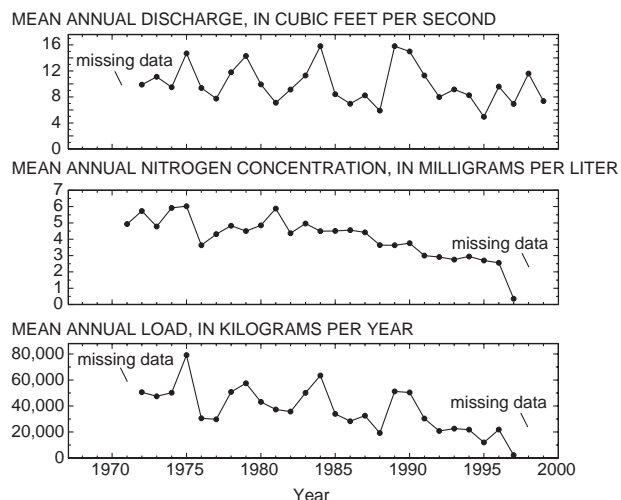 MEAN ANNUAL DISCHARGE, IN CUBIC FEET PER SECOND
16
missing data
12
8
4
0
MEAN ANNUAL NITROGEN CONCENTRATION, IN MILLIGRAMS PER LITER
7
6
5
4
missing data
3
2
1
0
MEAN ANNUAL LOAD, IN KILOGRAMS PER YEAR
80,000
missing data
60,000
40,000
missing data
20,000
0
1970 1975 1980 1985 1990 1995 2000
Year